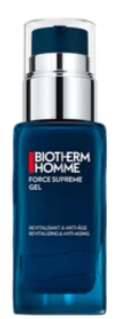 BIOTHERM
HOMME
FORCE SUPREME
GEL
REVITALISANT & ANTI-ÂGE
REVITALIZING & ANTI-AGING